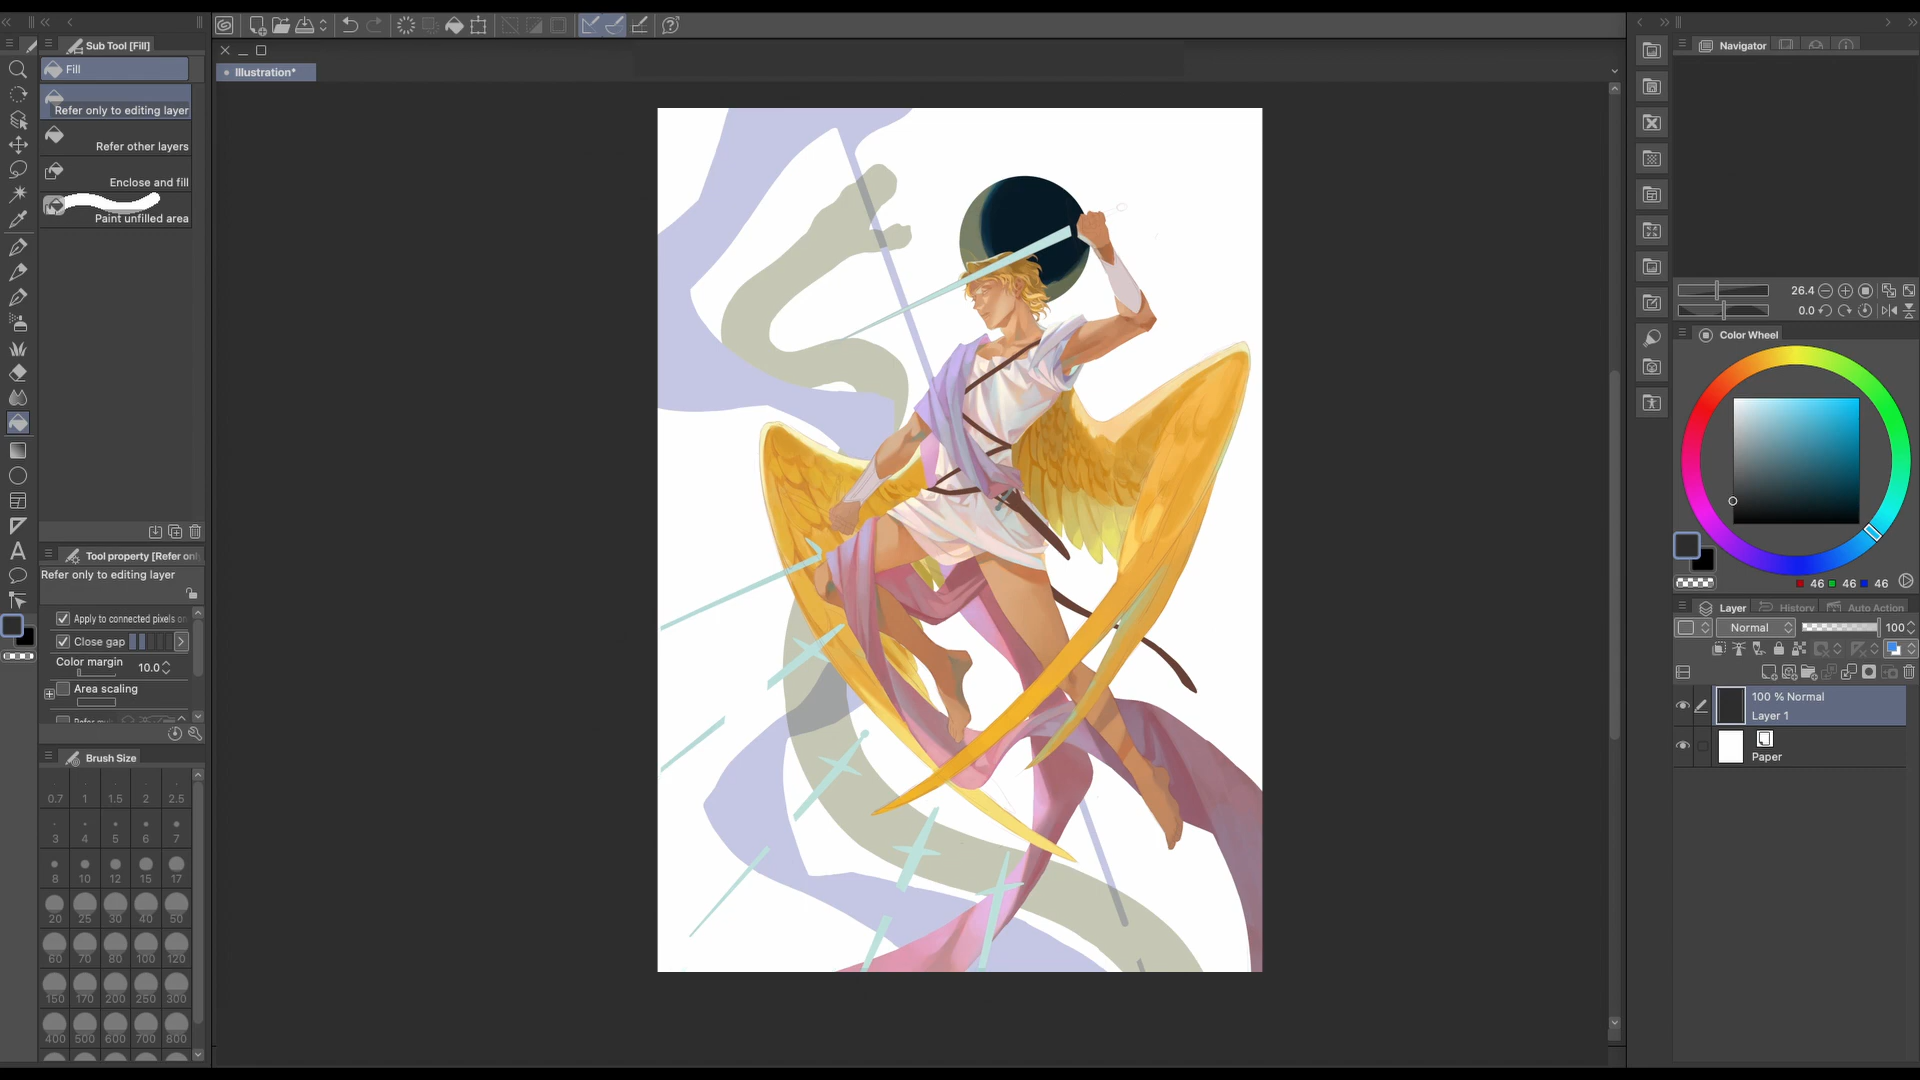 Sub Tool [Fill]
Fill
Refer only to editing layer
Refer other layers
Enclose and fill
Paint unfilled area
Tool property [Refer on
Refer only to editing layer
Apply to connected pixels o
Close gap
Color margin 10.0
Area scaling
Brush Size
0.7 1 1.5 2 2.5
3 4 5 6 7
8 10 12 15 17
20 25 30 40 50
60 70 80 100 120
150 170 200 250 300
400 500 600 700 800
Illustration*
Navigator
26.4
0.0
Color Wheel
46 46 46
Layer History Auto Action
Normal 100
100 % Normal
Layer 1
Paper